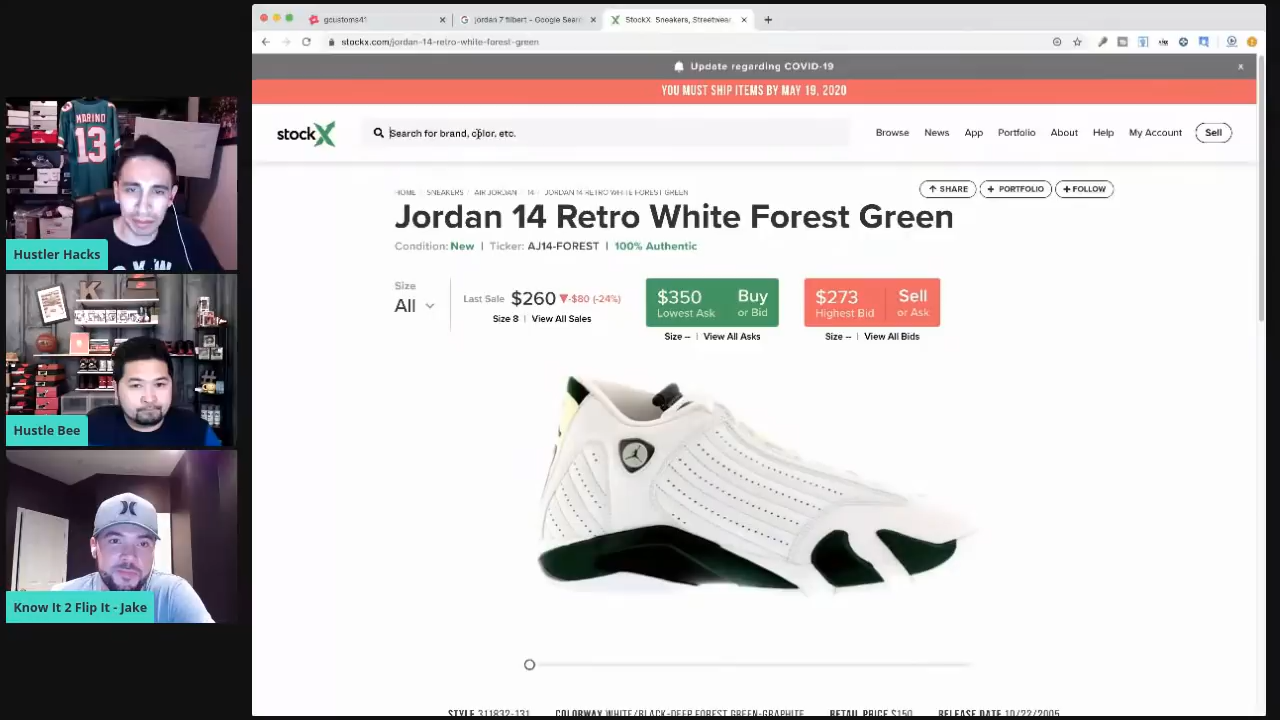 gcustoms41
jordan 7 filbert - Google Sear
StockX: Sneakers, Streetwear
stockx.com/jordan-14-retro-white-forest-green
Update regarding COVID-19
YOU MUST SHIP ITEMS BY MAY 19, 2020
stockX
Search for brand, color, etc.
Browse News App Portfolio About Help My Account Sell
HOME SNEAKERS AIR JORDAN 14 JORDAN 14 RETRO WHITE FOREST GREEN
SHARE + PORTFOLIO + FOLLOW
Jordan 14 Retro White Forest Green
Condition: New | Ticker: AJ14-FOREST | 100% Authentic
Size
All
Last Sale $260 ▼-$80 (-24%)
Size 8 | View All Sales
$350 Buy
Lowest Ask or Bid
Size -- | View All Asks
$273 Sell
Highest Bid or Ask
Size -- | View All Bids
STYLE 311832-131 COLORWAY WHITE/BLACK-DEEP FOREST GREEN-GRAPHITE RETAIL PRICE $150 RELEASE DATE 10/22/2005
MARINO
13
Hustler Hacks
K
Hustle Bee
Know It 2 Flip It - Jake